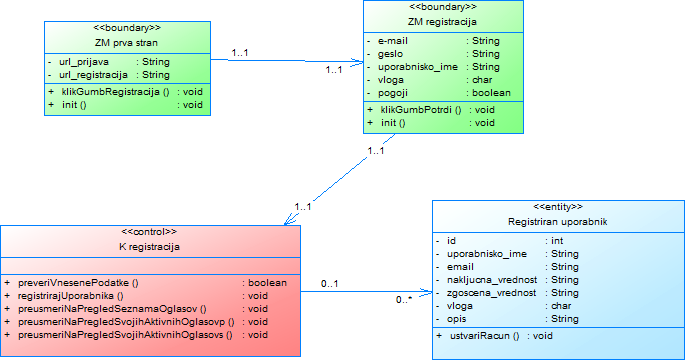 <<boundary>>
ZM prva stran
- url_prijava : String
- url_registracija : String
+ klikGumbRegistracija () : void
+ init () : void
<<boundary>>
ZM registracija
- e-mail : String
- geslo : String
- uporabnisko_ime : String
- vloga : char
- pogoji : boolean
+ klikGumbPotrdi () : void
+ init () : void
1..1
1..1
1..1
1..1
<<control>>
K registracija
+ preveriVnesenePodatke () : boolean
+ registrirajUporabnika () : void
+ preusmeriNaPregledSeznamaOglasov () : void
+ preusmeriNaPregledSvojihAktivnihOglasovp () : void
+ preusmeriNaPregledSvojihAktivnihOglasovs () : void
0..1
0..*
<<entity>>
Registriran uporabnik
- id : int
- uporabnisko_ime : String
- email : String
- nakljucna_vrednost : String
- zgoscena_vrednost : String
- vloga : char
- opis : String
+ ustvariRacun () : void